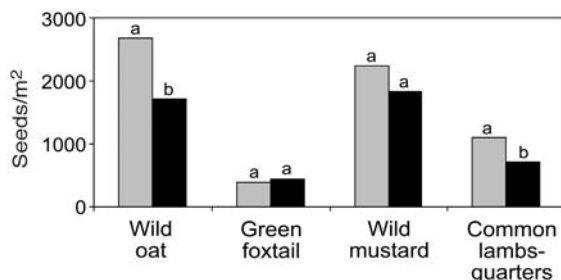 3000
2000
1000
0
Seeds/m²
a
b
a
a
a
a
a
b
Wild
oat
Green
foxtail
Wild
mustard
Common
lambs-
quarters